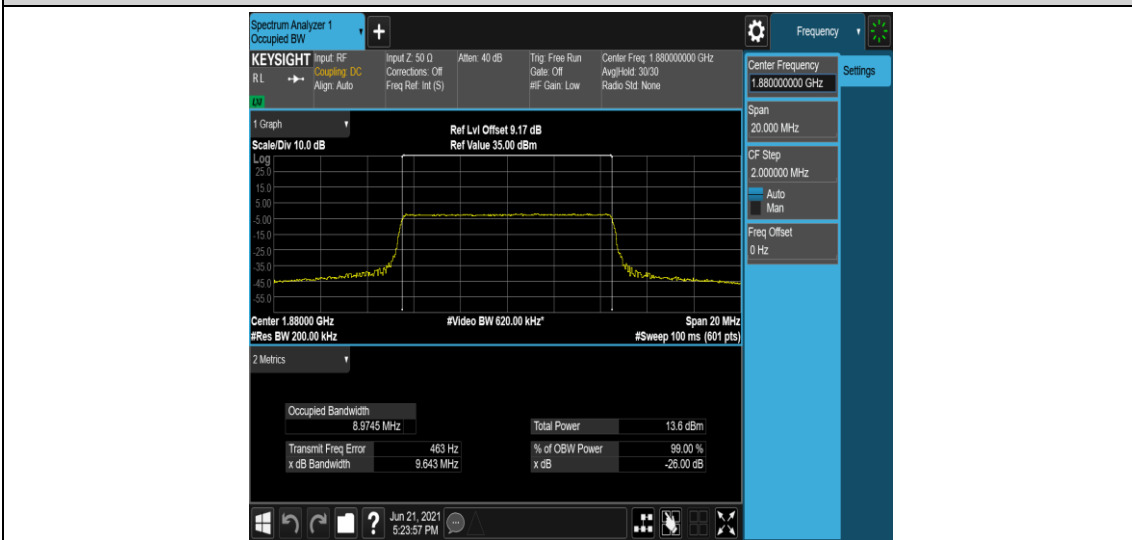 Spectrum Analyzer 1
Occupied BW
+
Frequency
KEYSIGHT
RL
LXI
Input: RF
Coupling: DC
Align: Auto
Input Z: 50 Ω
Corrections: Off
Freq Ref: Int (S)
Atten: 40 dB
Trig: Free Run
Gate: Off
#IF Gain: Low
Center Freq: 1.880000000 GHz
Avg|Hold: 30/30
Radio Std: None
Center Frequency
1.880000000 GHz
Settings
Span
20.000 MHz
CF Step
2.000000 MHz
Auto
Man
Freq Offset
0 Hz
1 Graph
Scale/Div 10.0 dB
Ref Lvl Offset 9.17 dB
Ref Value 35.00 dBm
Log
25.0
15.0
5.00
-5.00
-15.0
-25.0
-35.0
-45.0
-55.0
Center 1.88000 GHz
#Video BW 620.00 kHz*
Span 20 MHz
#Res BW 200.00 kHz
#Sweep 100 ms (601 pts)
2 Metrics
Occupied Bandwidth
8.9745 MHz
Total Power 13.6 dBm
Transmit Freq Error 463 Hz
% of OBW Power 99.00 %
x dB Bandwidth 9.643 MHz
x dB -26.00 dB
?
Jun 21, 2021
5:23:57 PM